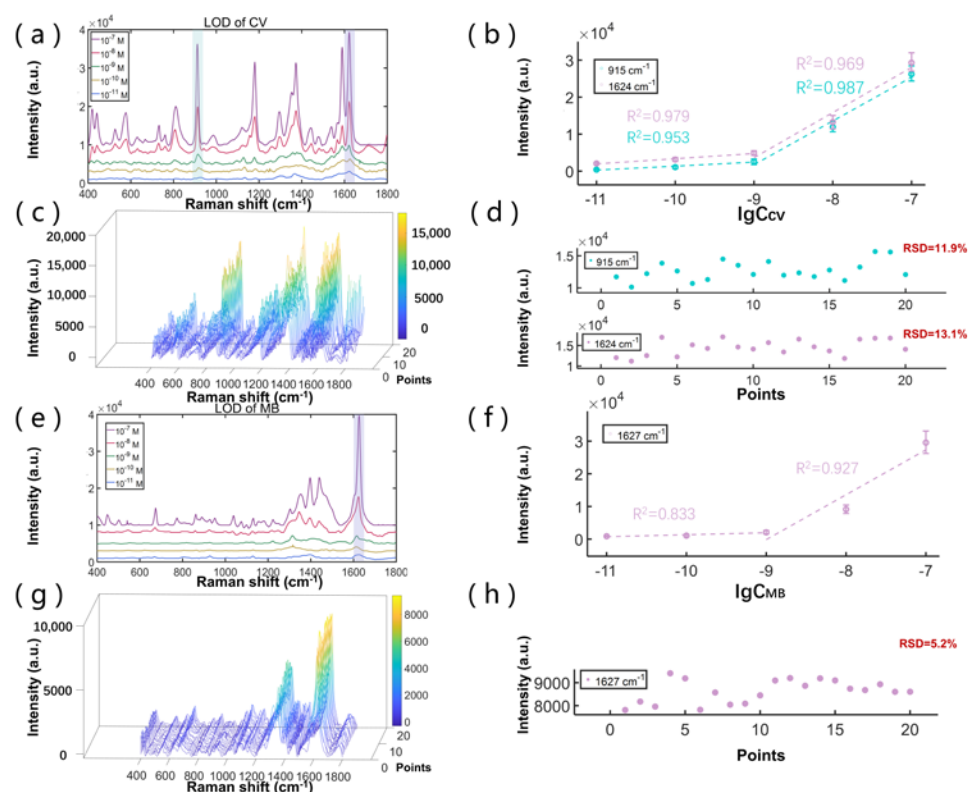 (a)
LOD of CV
×10⁴
4
3
2
1
0
Intensity (a.u.)
10⁻⁷ M
10⁻⁸ M
10⁻⁹ M
10⁻¹⁰ M
10⁻¹¹ M
400 600 800 1000 1200 1400 1600 1800
Raman shift (cm⁻¹)
(b)
×10⁴
3
2
1
0
Intensity (a.u.)
915 cm⁻¹
1624 cm⁻¹
R²=0.969
R²=0.987
R²=0.979
R²=0.953
-11 -10 -9 -8 -7
lgCCV
(c)
20,000
15,000
10,000
5000
0
Intensity (a.u.)
15,000
10,000
5000
0
20
10
0 Points
400 600 800 1000 1200 1400 1600 1800
Raman shift (cm⁻¹)
(d)
×10⁴
RSD=11.9%
915 cm⁻¹
1.5
1
0 5 10 15 20
×10⁴
RSD=13.1%
1624 cm⁻¹
1.5
1
0 5 10 15 20
Intensity (a.u.)
Points
(e)
LOD of MB
×10⁴
4
3
2
1
0
Intensity (a.u.)
10⁻⁷ M
10⁻⁸ M
10⁻⁹ M
10⁻¹⁰ M
10⁻¹¹ M
400 600 800 1000 1200 1400 1600 1800
Raman shift (cm⁻¹)
(f)
×10⁴
3
2
1
0
Intensity (a.u.)
1627 cm⁻¹
R²=0.927
R²=0.833
-11 -10 -9 -8 -7
lgCMB
(g)
10,000
5000
0
Intensity (a.u.)
8000
6000
4000
2000
0
20
10
0 Points
400 600 800 1000 1200 1400 1600 1800
Raman shift (cm⁻¹)
(h)
RSD=5.2%
1627 cm⁻¹
9000
8000
Intensity (a.u.)
0 5 10 15 20
Points